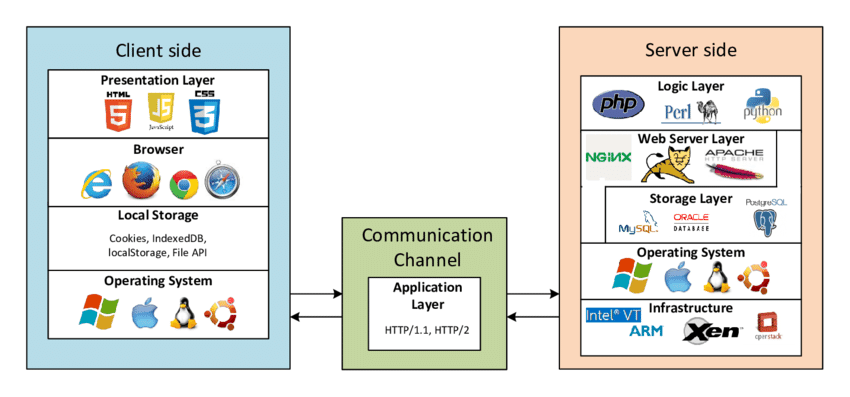 Client side
Presentation Layer
HTML
5
JS
JavaScript
CSS
3
Browser
Local Storage
Cookies, IndexedDB,
localStorage, File API
Operating System
Communication
Channel
Application
Layer
HTTP/1.1, HTTP/2
Server side
Logic Layer
php
Perl
python
Web Server Layer
NGINX
APACHE
HTTP SERVER
Storage Layer
MySQL
ORACLE
DATABASE
PostgreSQL
Operating System
Infrastructure
Intel® VT
ARM
Xen
openstack